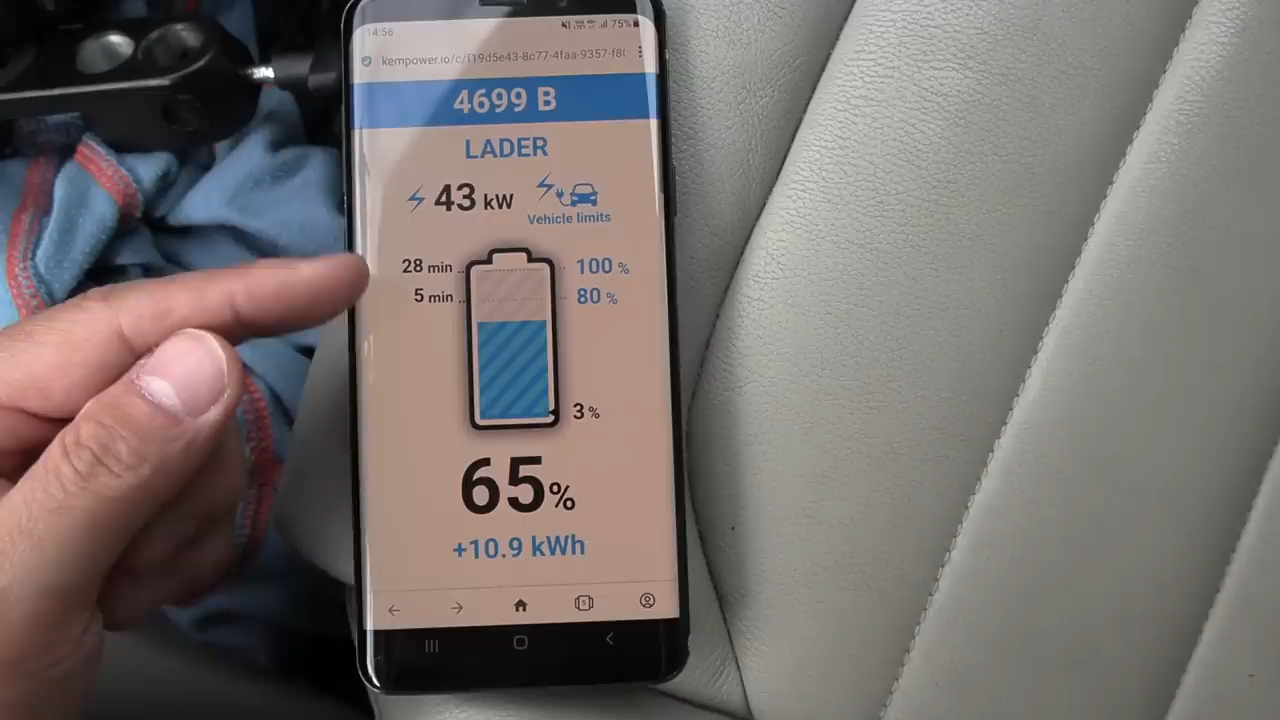 14:56 75%
kempower.io/c/f19d5e43-8c77-4faa-9357-f8
4699 B
LADER
43 kW
Vehicle limits
28 min 100 %
5 min 80 %
3 %
65%
+10.9 kWh